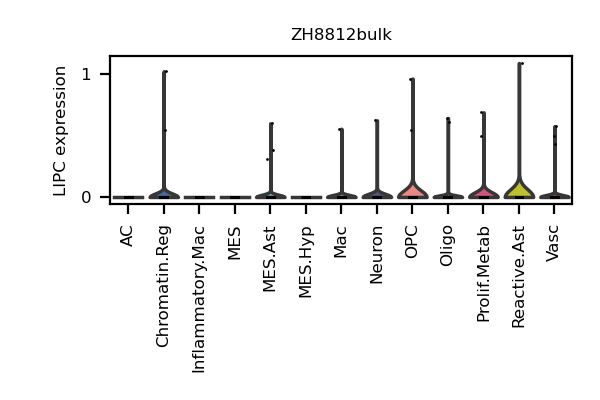 ZH8812bulk
LIPC expression
1
0
AC
Chromatin.Reg
Inflammatory.Mac
MES
MES.Ast
MES.Hyp
Mac
Neuron
OPC
Oligo
Prolif.Metab
Reactive.Ast
Vasc